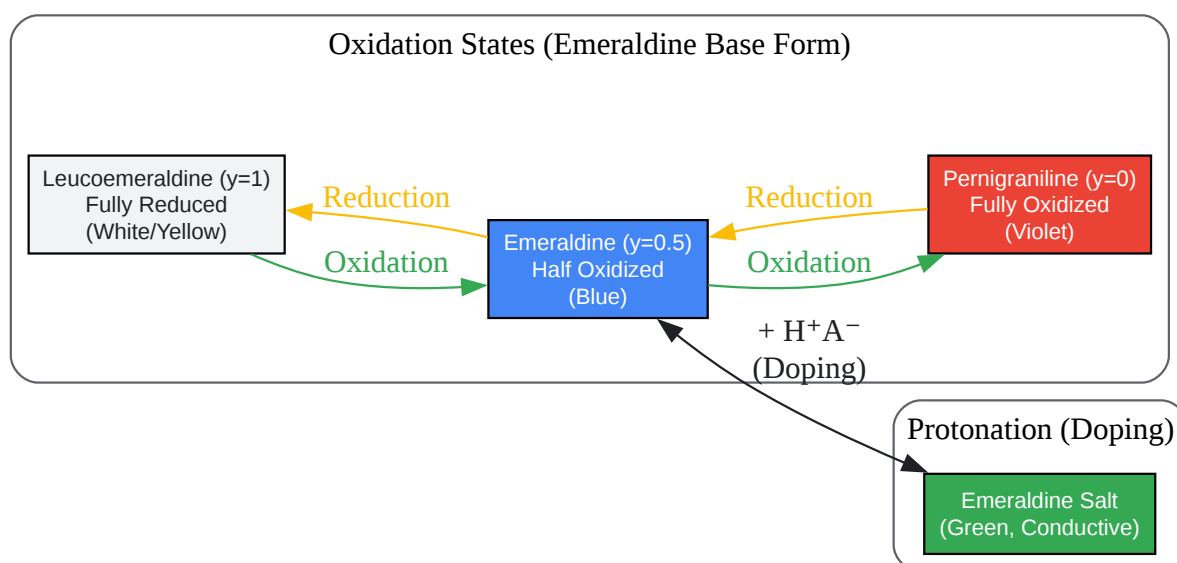 Oxidation States (Emeraldine Base Form)
Leucoemeraldine (y=1)
Fully Reduced
(White/Yellow)
Reduction
Oxidation
Emeraldine (y=0.5)
Half Oxidized
(Blue)
Reduction
Oxidation
Pernigraniline (y=0)
Fully Oxidized
(Violet)
+ H⁺A⁻
(Doping)
Protonation (Doping)
Emeraldine Salt
(Green, Conductive)